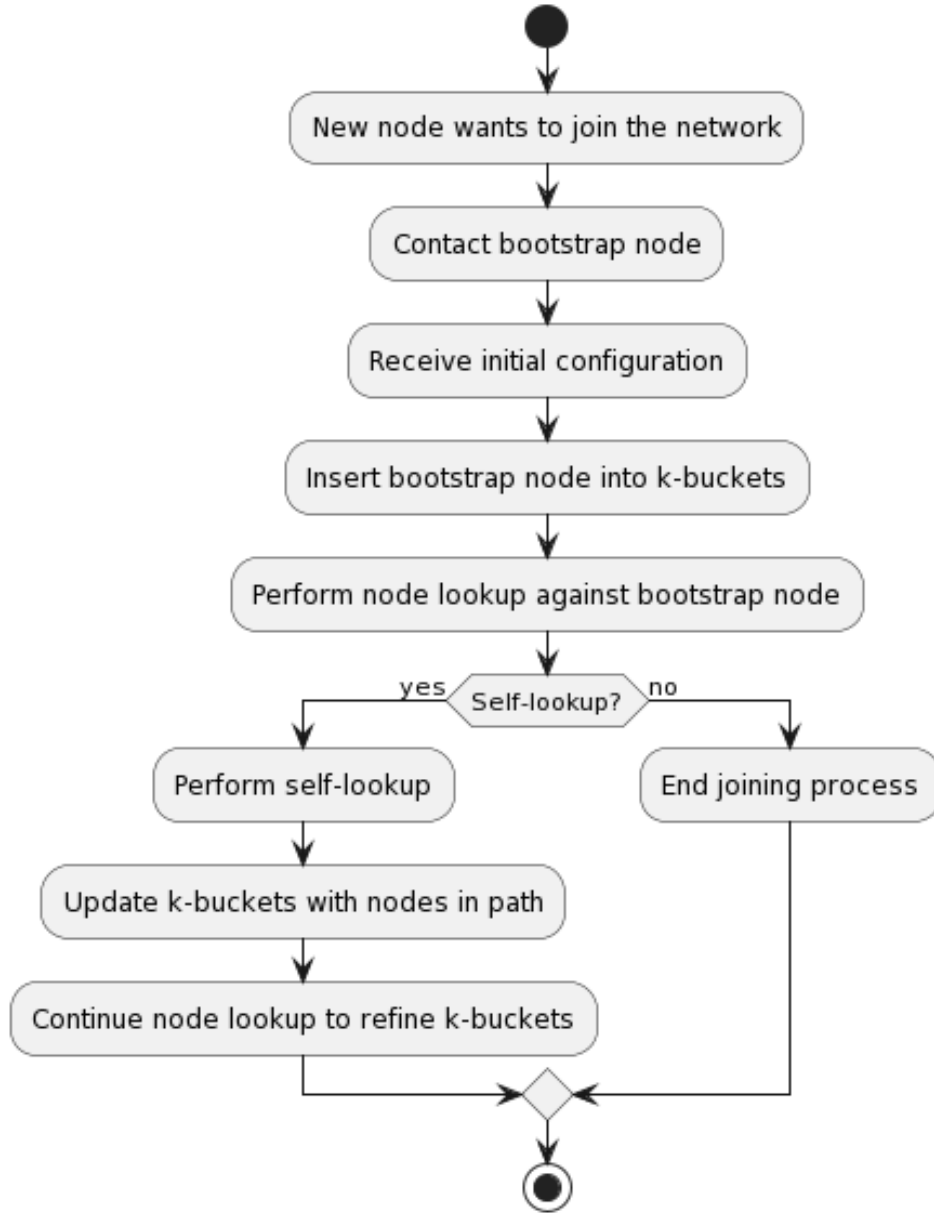 New node wants to join the network
Contact bootstrap node
Receive initial configuration
Insert bootstrap node into k-buckets
Perform node lookup against bootstrap node
yes
Self-lookup?
no
Perform self-lookup
End joining process
Update k-buckets with nodes in path
Continue node lookup to refine k-buckets